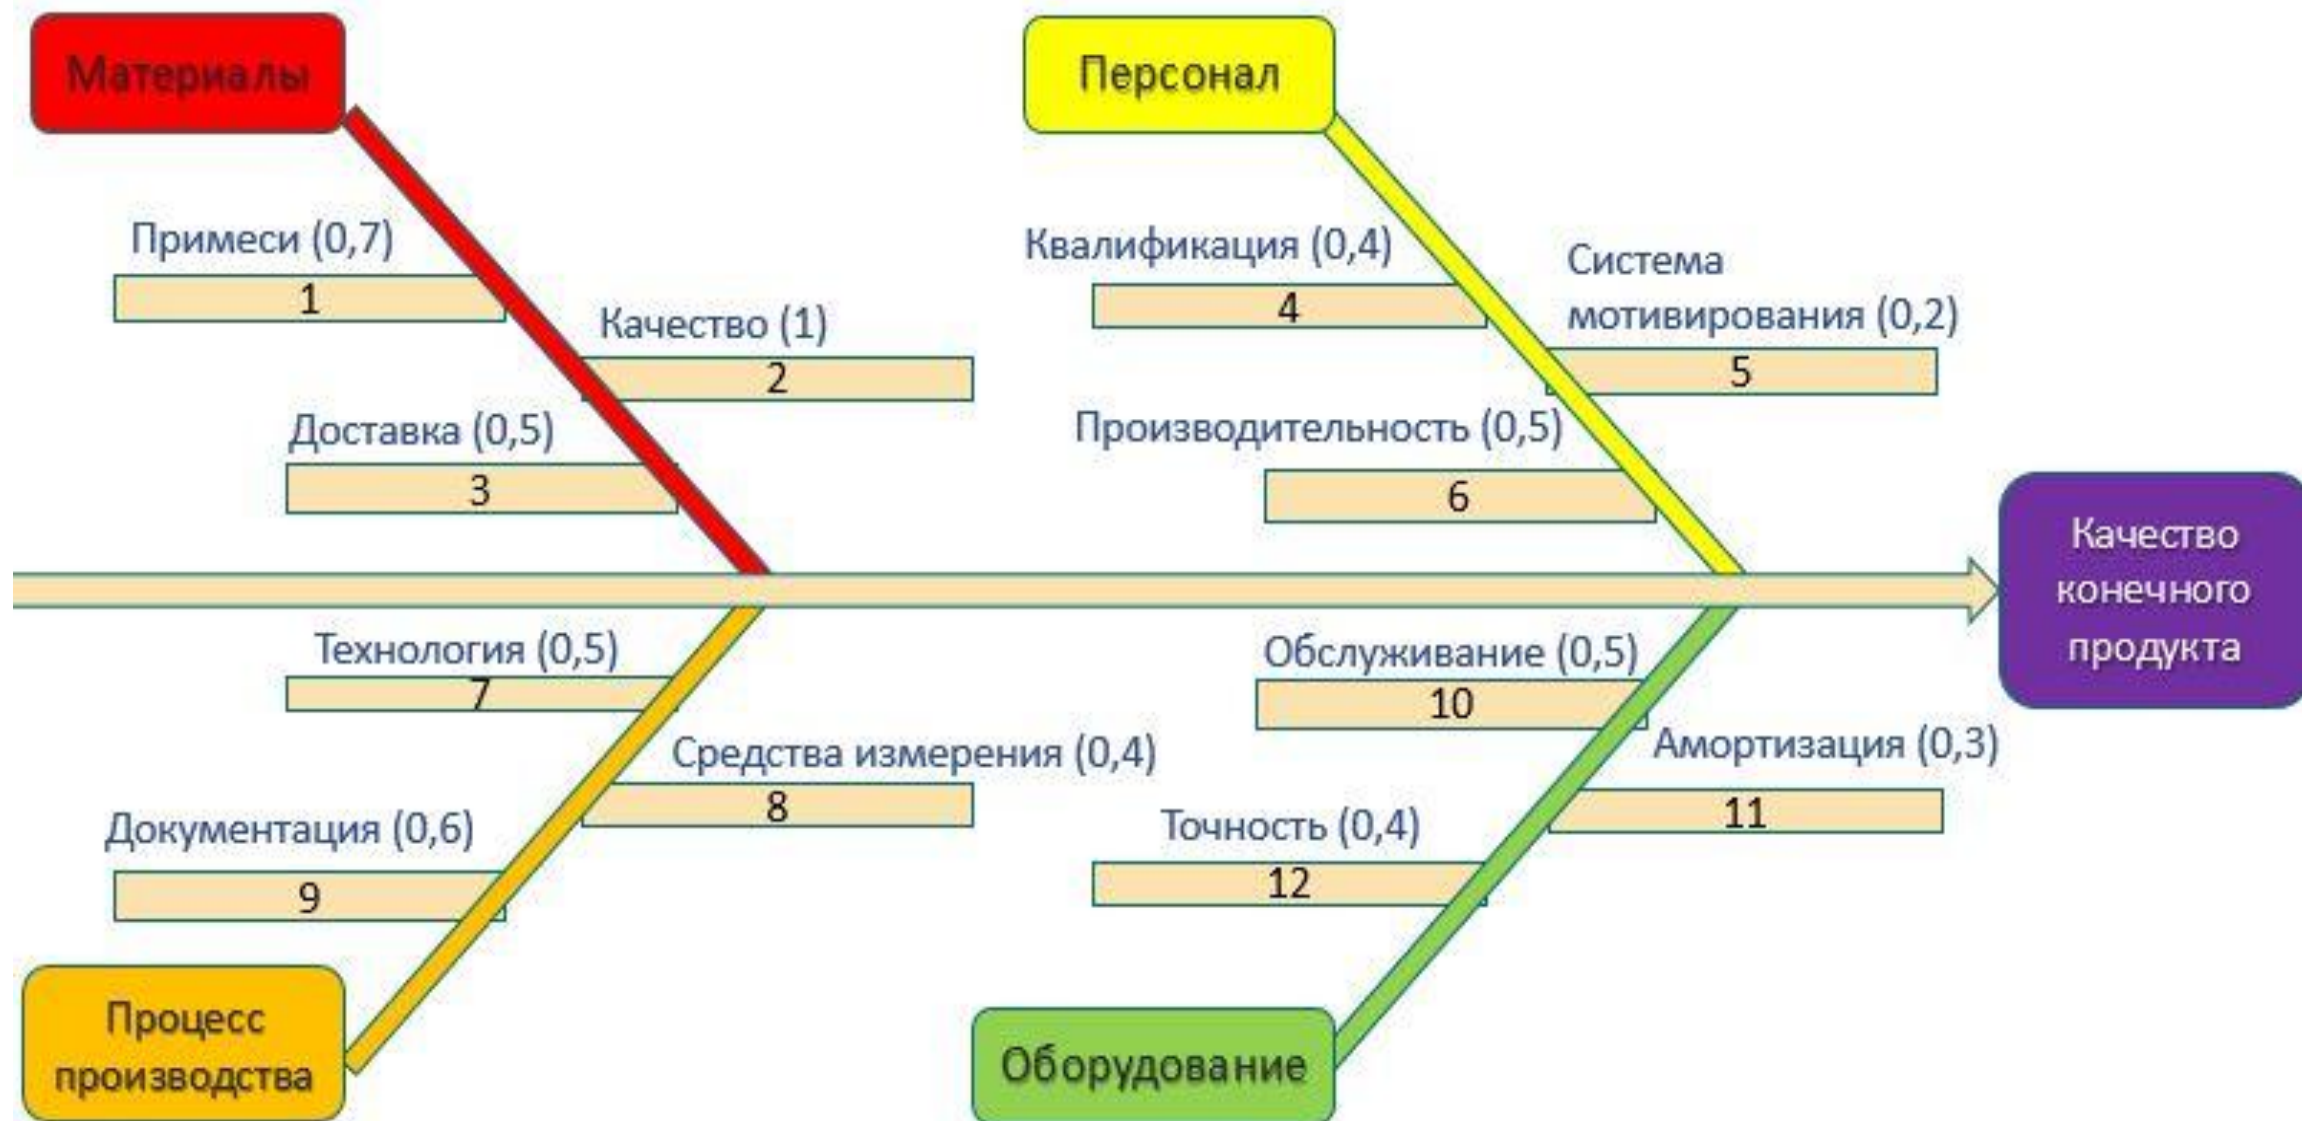 Материалы
Персонал
Примеси (0,7)
1
Качество (1)
2
Доставка (0,5)
3
Квалификация (0,4)
4
Система
мотивирования (0,2)
5
Производительность (0,5)
6
Качество
конечного
продукта
Технология (0,5)
7
Средства измерения (0,4)
8
Документация (0,6)
9
Обслуживание (0,5)
10
Амортизация (0,3)
11
Точность (0,4)
12
Процесс
производства
Оборудование